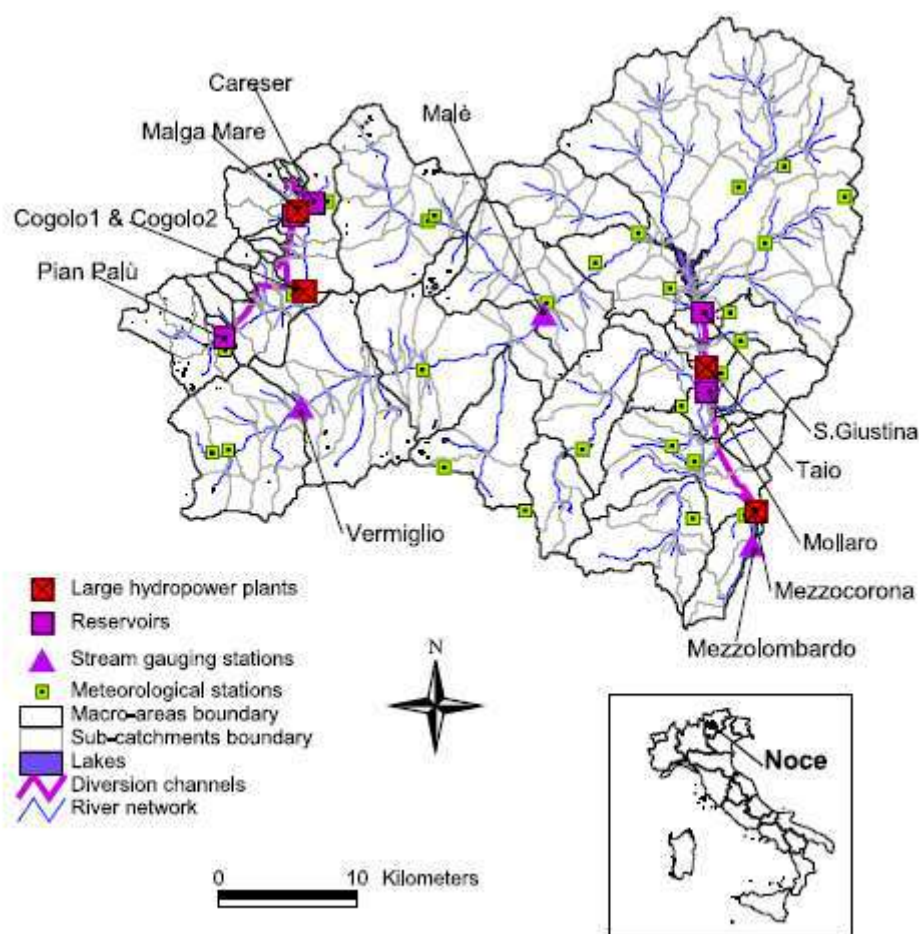 Careser
Malga Mare
Malè
Cogolo1 & Cogolo2
Pian Palù
S.Giustina
Taio
Vermiglio
Mollaro
Mezzocorona
Mezzolombardo
Large hydropower plants
Reservoirs
Stream gauging stations
Meteorological stations
Macro-areas boundary
Sub-catchments boundary
Lakes
Diversion channels
River network
N
Noce
0 10 Kilometers